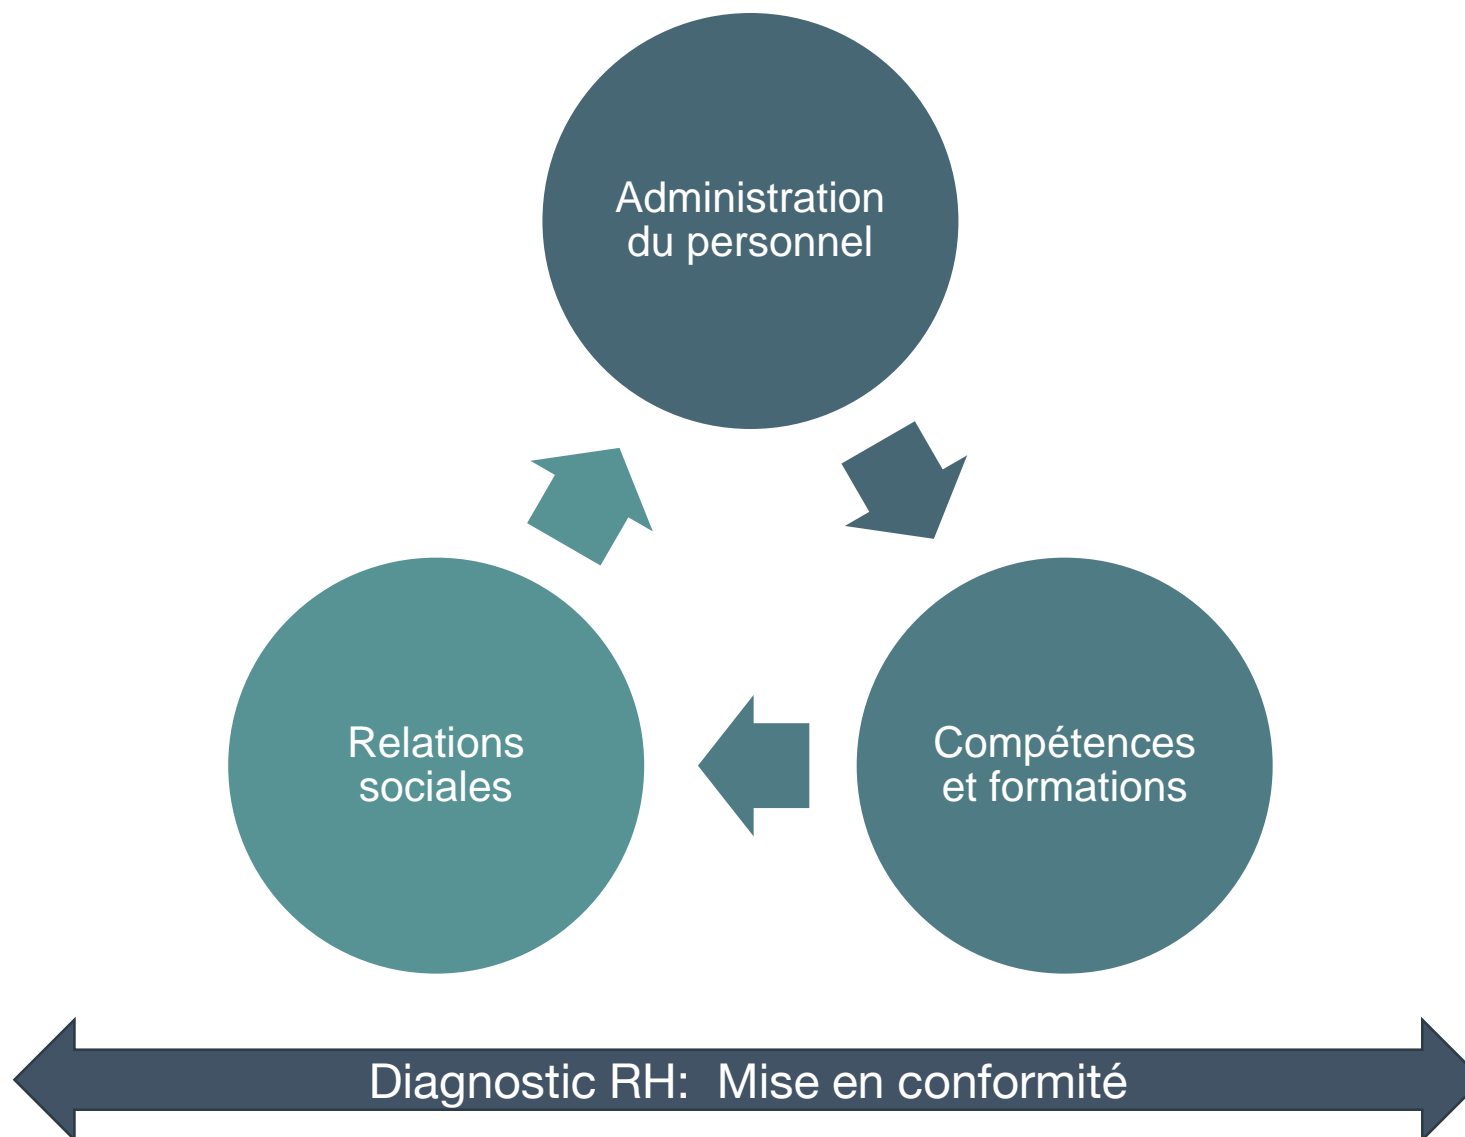 Administration
du personnel
Relations
sociales
Compétences
et formations
Diagnostic RH:  Mise en conformité